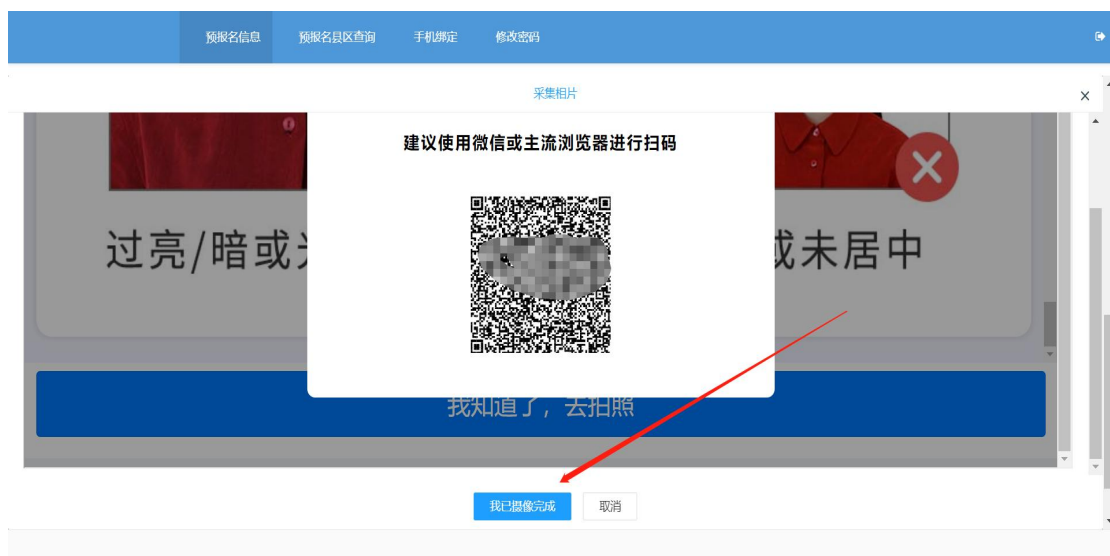 预报名信息 预报名县区查询 手机绑定 修改密码
采集相片
建议使用微信或主流浏览器进行扫码
过亮/暗或
或未居中
我知道了，去拍照
我已摄像完成 取消